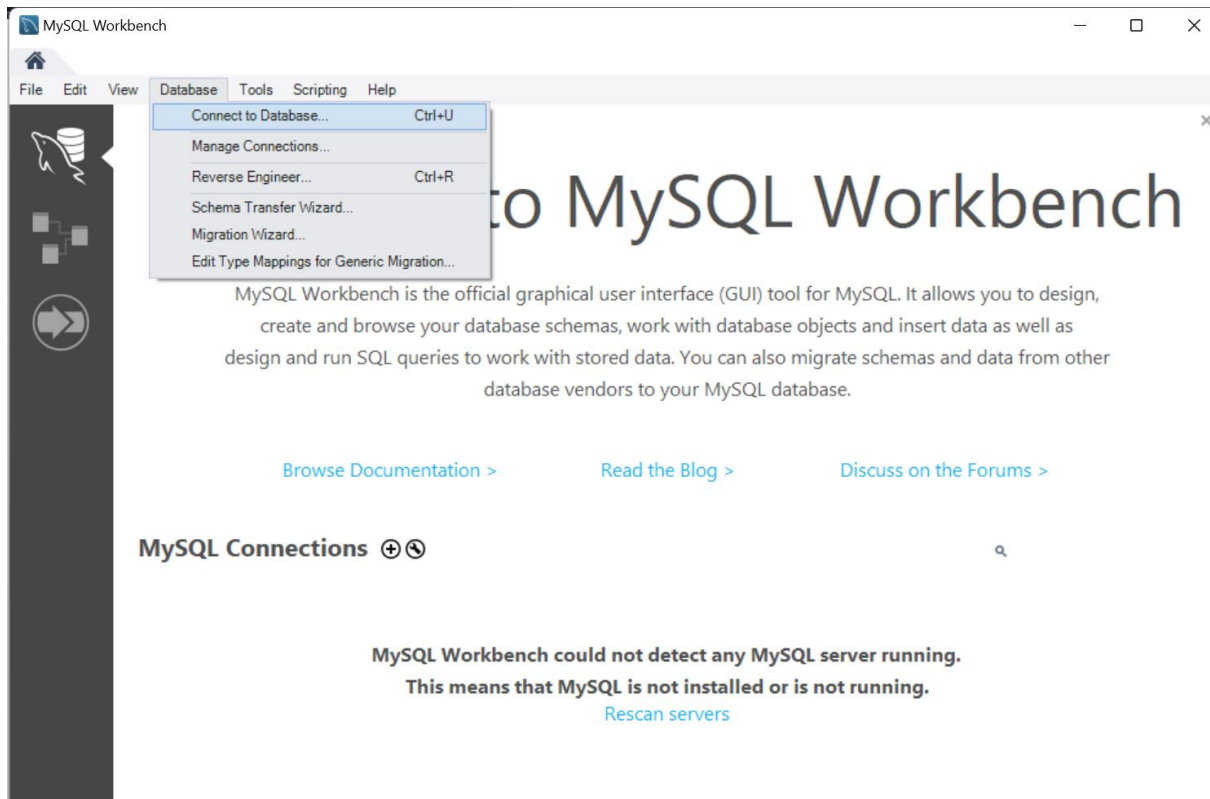 MySQL Workbench
File Edit View Database Tools Scripting Help
Connect to Database... Ctrl+U
Manage Connections...
Reverse Engineer... Ctrl+R
Schema Transfer Wizard...
Migration Wizard...
Edit Type Mappings for Generic Migration...
to MySQL Workbench
MySQL Workbench is the official graphical user interface (GUI) tool for MySQL. It allows you to design,
create and browse your database schemas, work with database objects and insert data as well as
design and run SQL queries to work with stored data. You can also migrate schemas and data from other
database vendors to your MySQL database.
Browse Documentation > Read the Blog > Discuss on the Forums >
MySQL Connections
MySQL Workbench could not detect any MySQL server running.
This means that MySQL is not installed or is not running.
Rescan servers